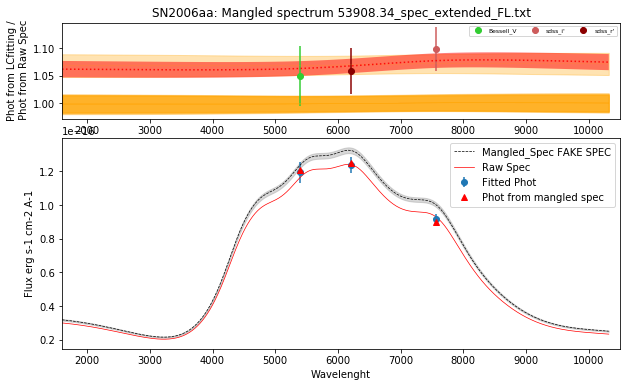 SN2006aa: Mangled spectrum 53908.34_spec_extended_FL.txt
Phot from LCfitting /
Phot from Raw Spec
1.10
1.05
1.00
Bessell_V sdss_i' sdss_r'
2000 3000 4000 5000 6000 7000 8000 9000 10000
1e−16
Flux erg s-1 cm-2 A-1
1.2
1.0
0.8
0.6
0.4
0.2
Mangled_Spec FAKE SPEC
Raw Spec
Fitted Phot
Phot from mangled spec
2000 3000 4000 5000 6000 7000 8000 9000 10000
Wavelenght